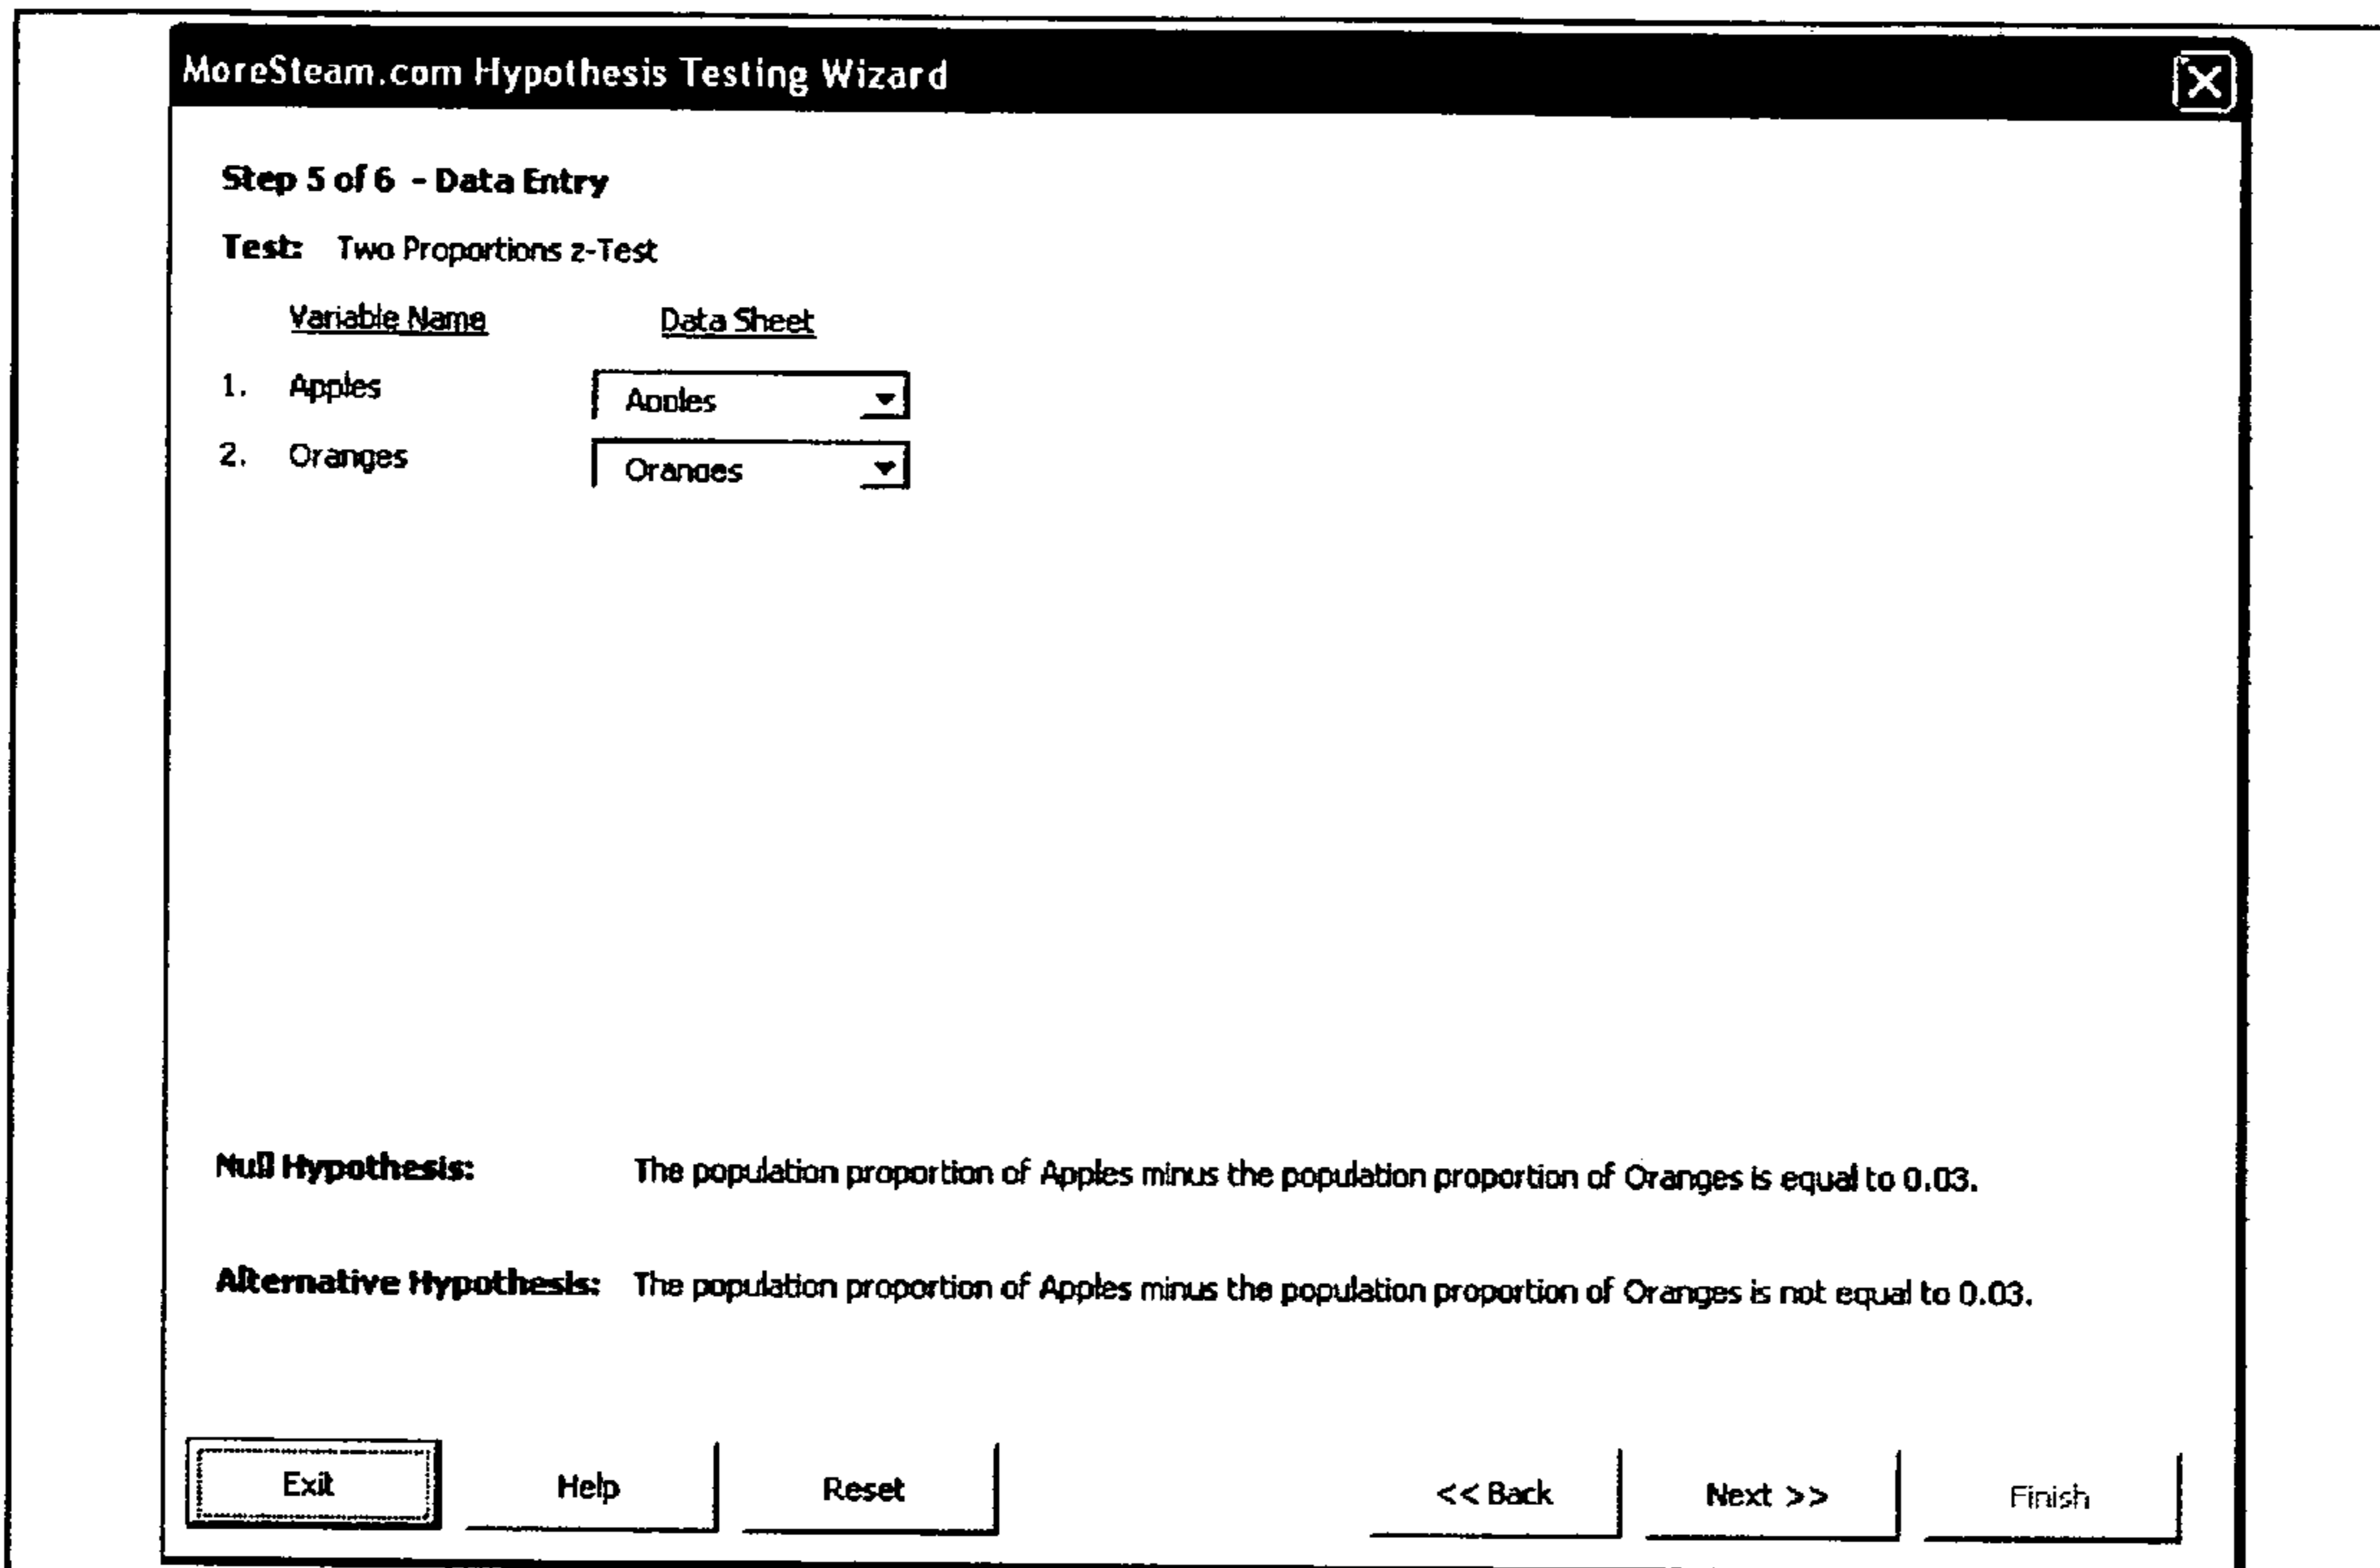 MoreSteam.com Hypothesis Testing Wizard
Step 5 of 6 - Data Entry
Test: Two Proportions z-Test
Variable Name Data Sheet
1. Apples Apples
2. Oranges Oranges
Null Hypothesis: The population proportion of Apples minus the population proportion of Oranges is equal to 0.03.
Alternative Hypothesis: The population proportion of Apples minus the population proportion of Oranges is not equal to 0.03.
Exit Help Reset << Back Next >> Finish